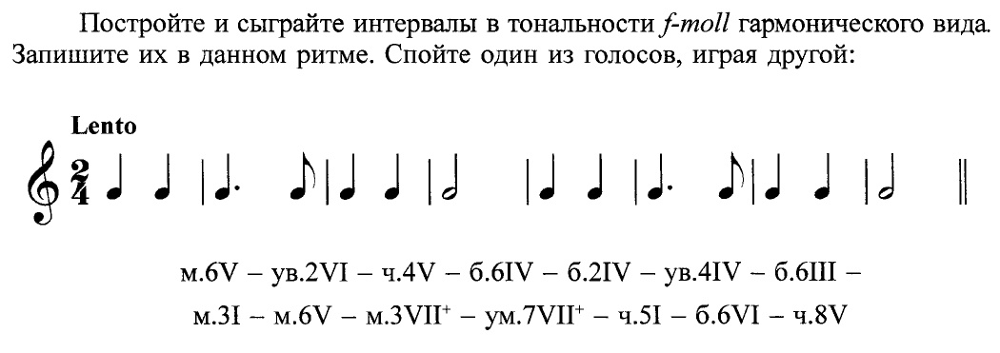 Постройте и сыграйте интервалы в тональности f-moll гармонического вида.
Запишите их в данном ритме. Спойте один из голосов, играя другой:
Lento
2
4
м.6V – ув.2VI – ч.4V – б.6IV – б.2IV – ув.4IV – б.6III –
м.3I – м.6V – м.3VII⁺ – ум.7VII⁺ – ч.5I – б.6VI – ч.8V